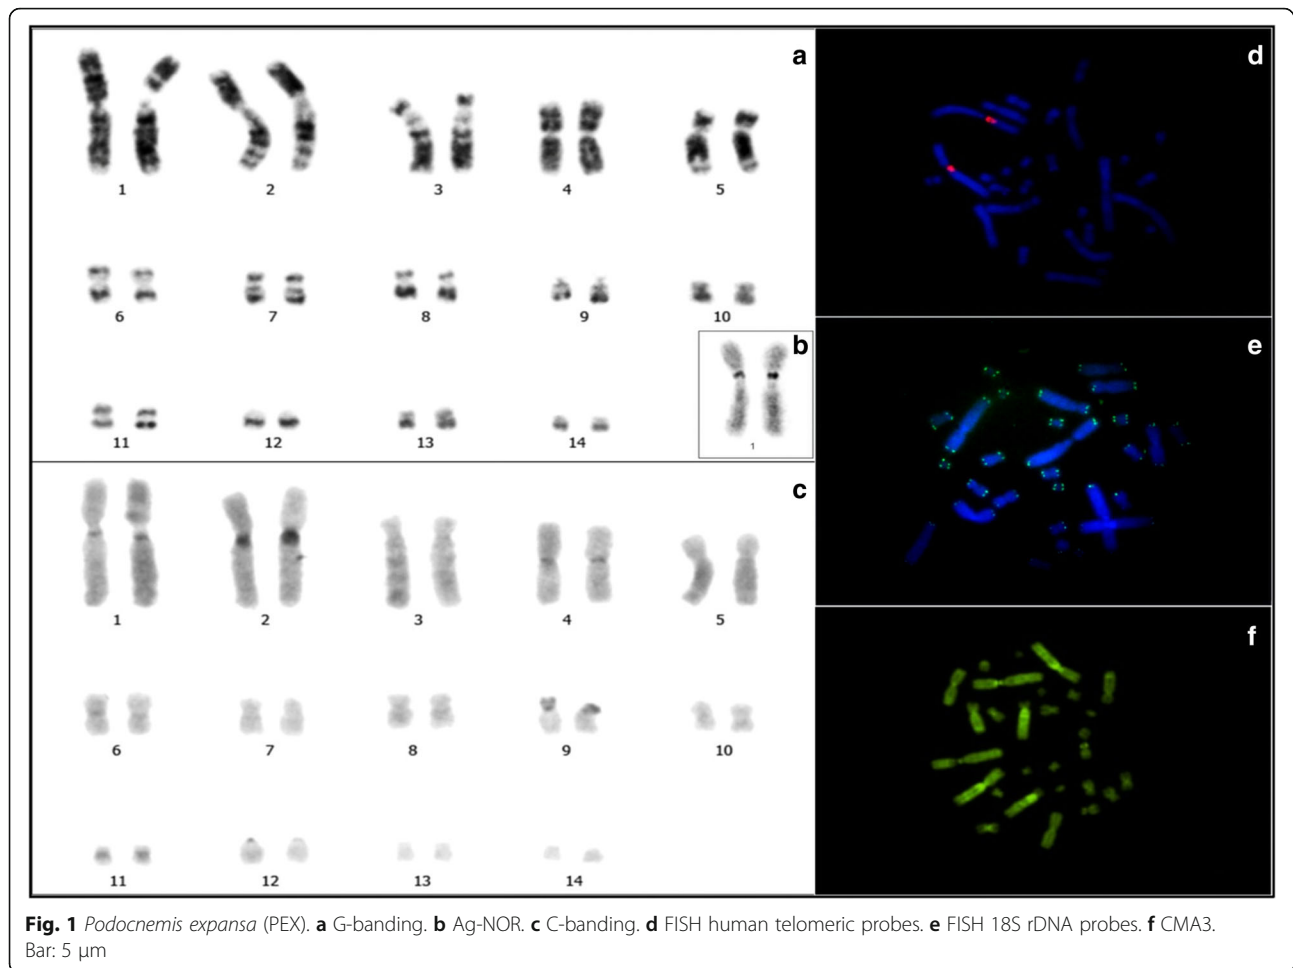 a
1 2 3 4 5
6 7 8 9 10
11 12 13 14
b
1
c
1 2 3 4 5
6 7 8 9 10
11 12 13 14
d
e
f
Fig. 1 Podocnemis expansa (PEX). a G-banding. b Ag-NOR. c C-banding. d FISH human telomeric probes. e FISH 18S rDNA probes. f CMA3.
Bar: 5 μm